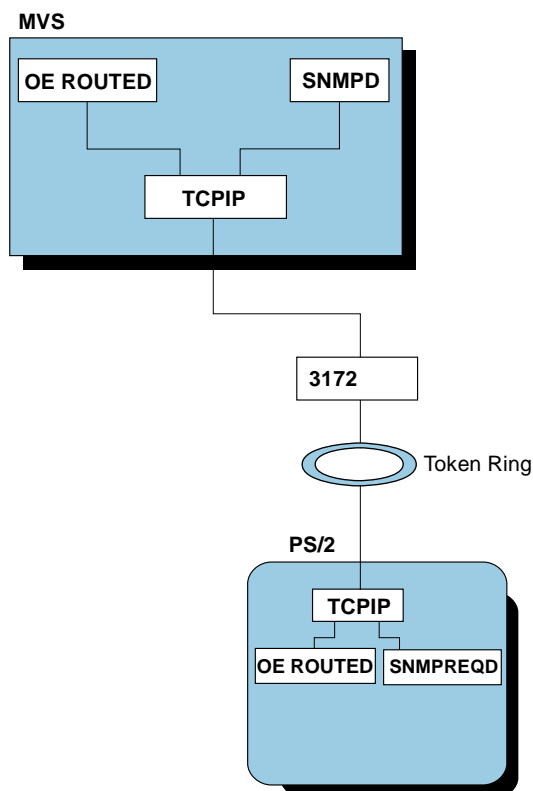 MVS
OE ROUTED
SNMPD
TCPIP
3172
Token Ring
PS/2
TCPIP
OE ROUTED
SNMPREQD